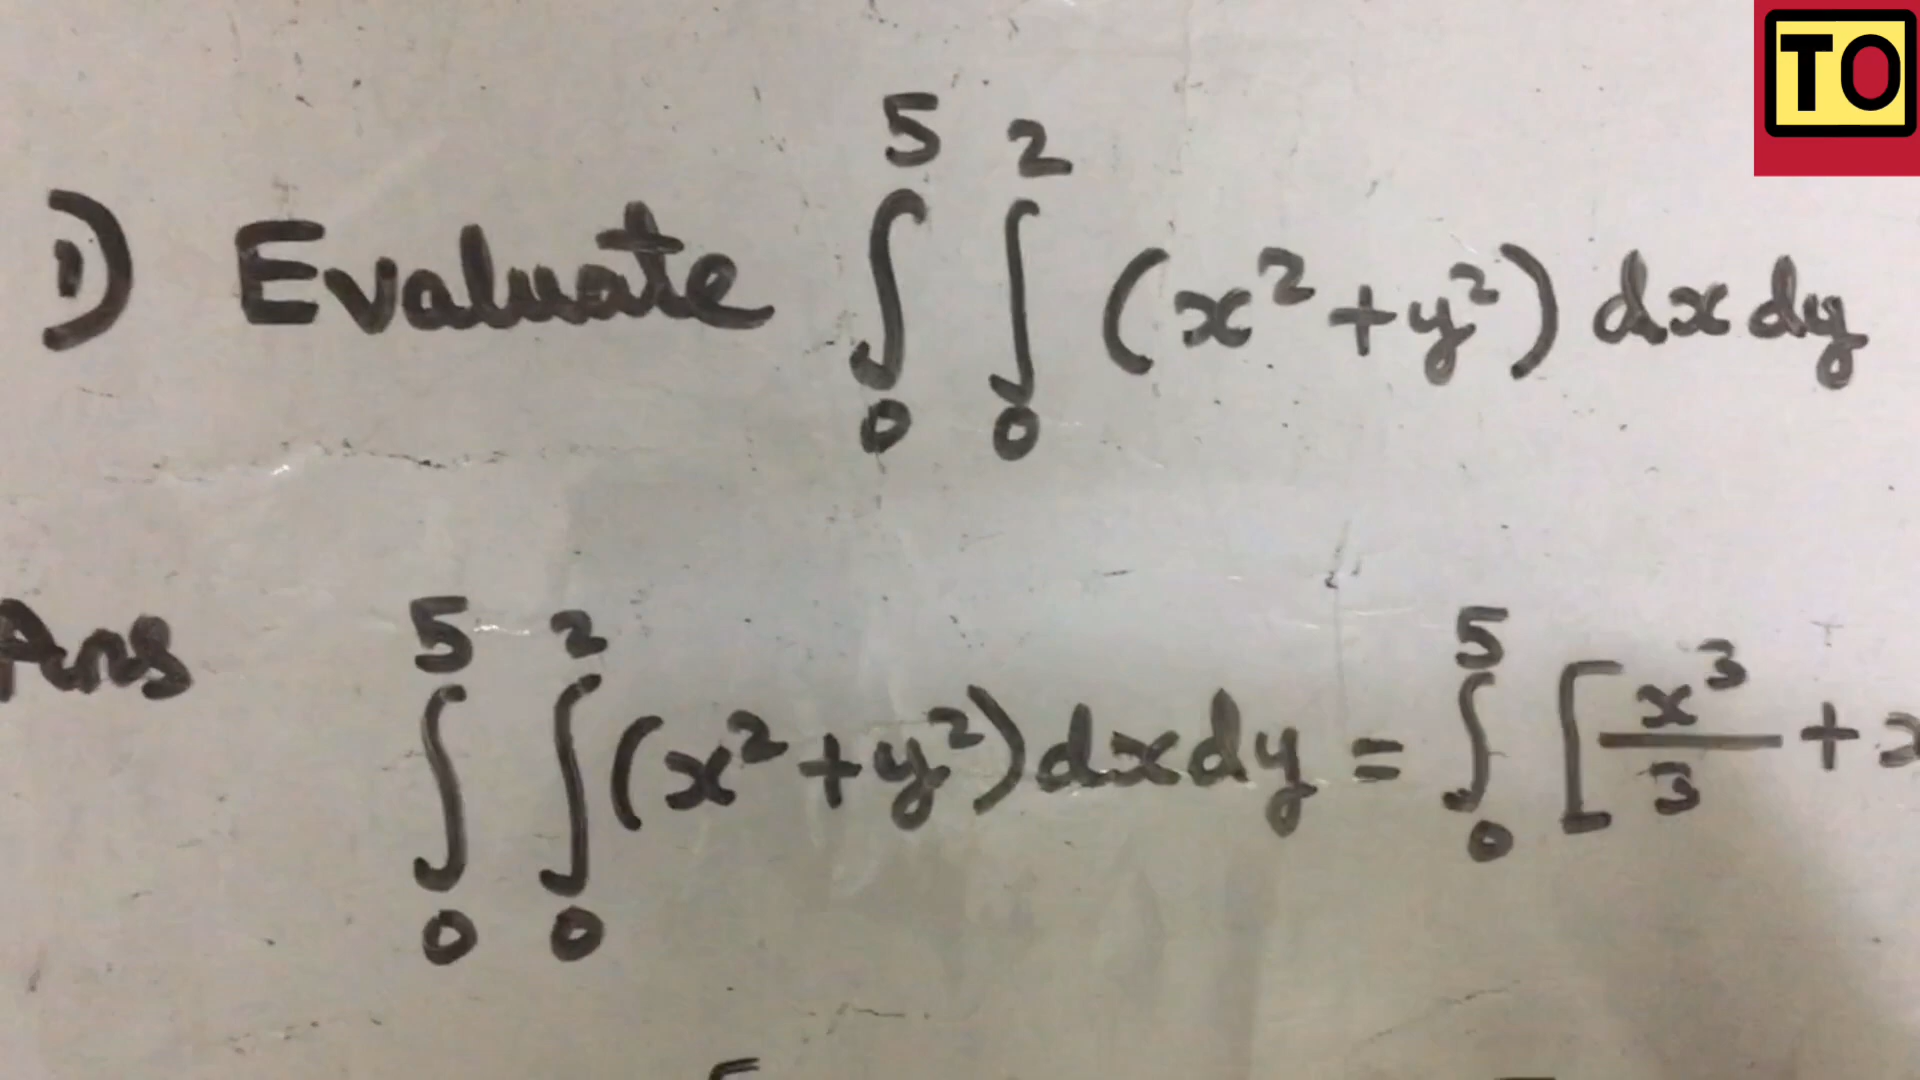 TO
1) Evaluate ∫₀⁵ ∫₀² (x² + y²) dx dy
Ans ∫₀⁵ ∫₀² (x² + y²) dx dy = ∫₀⁵ [x³/3 +